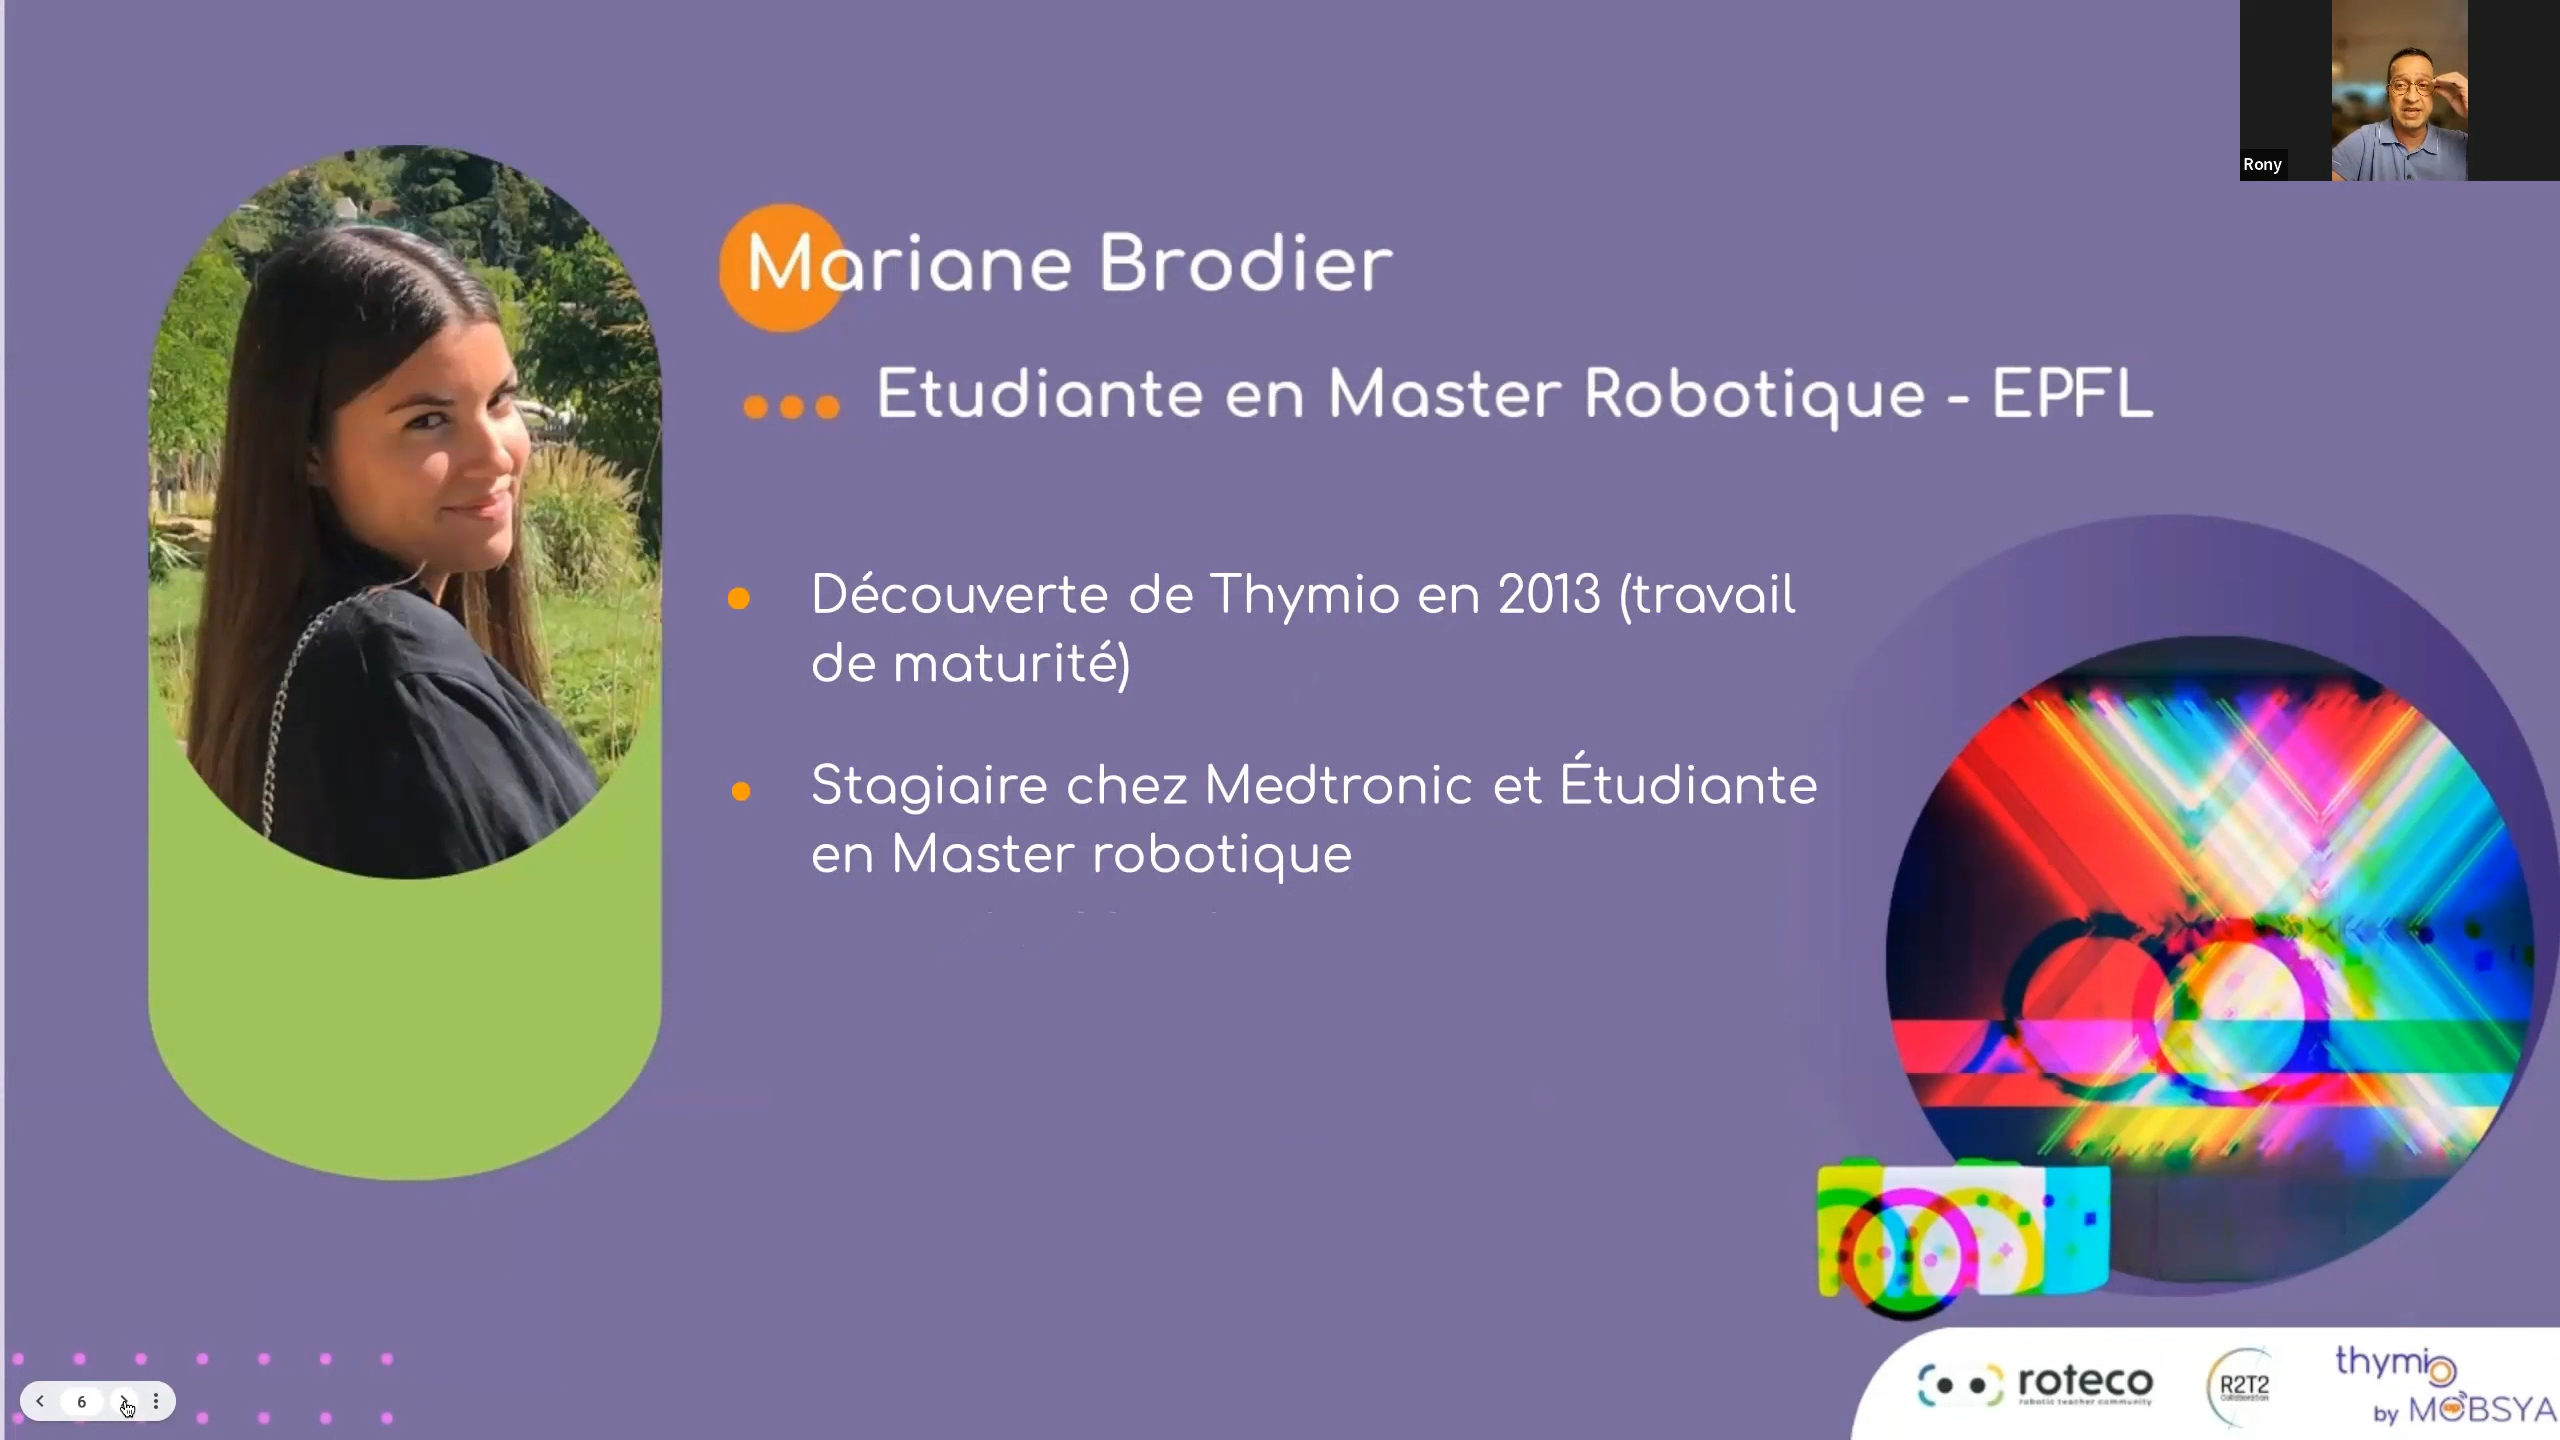 Rony
Mariane Brodier
Etudiante en Master Robotique - EPFL
Découverte de Thymio en 2013 (travail
de maturité)
Stagiaire chez Medtronic et Étudiante
en Master robotique
6
roteco
robotic teacher community
R2T2
Collaboration
thymio
by MOBSYA